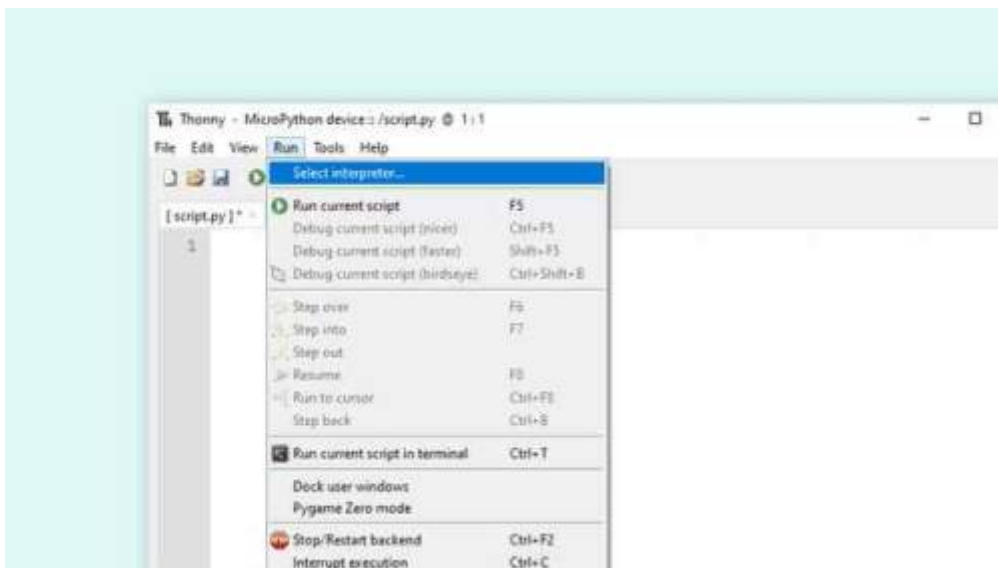 Thonny - MicroPython device :: /script.py @ 1:1
File Edit View Run Tools Help
Select interpreter...
[ script.py ] *
Run current script F5
1
Debug current script (nicer) Ctrl+F5
Debug current script (faster) Shift+F5
Debug current script (birdseye) Ctrl+Shift+B
Step over F6
Step into F7
Step out
Resume F8
Run to cursor Ctrl+F8
Step back Ctrl+B
Run current script in terminal Ctrl+T
Dock user windows
Pygame Zero mode
Stop/Restart backend Ctrl+F2
Interrupt execution Ctrl+C